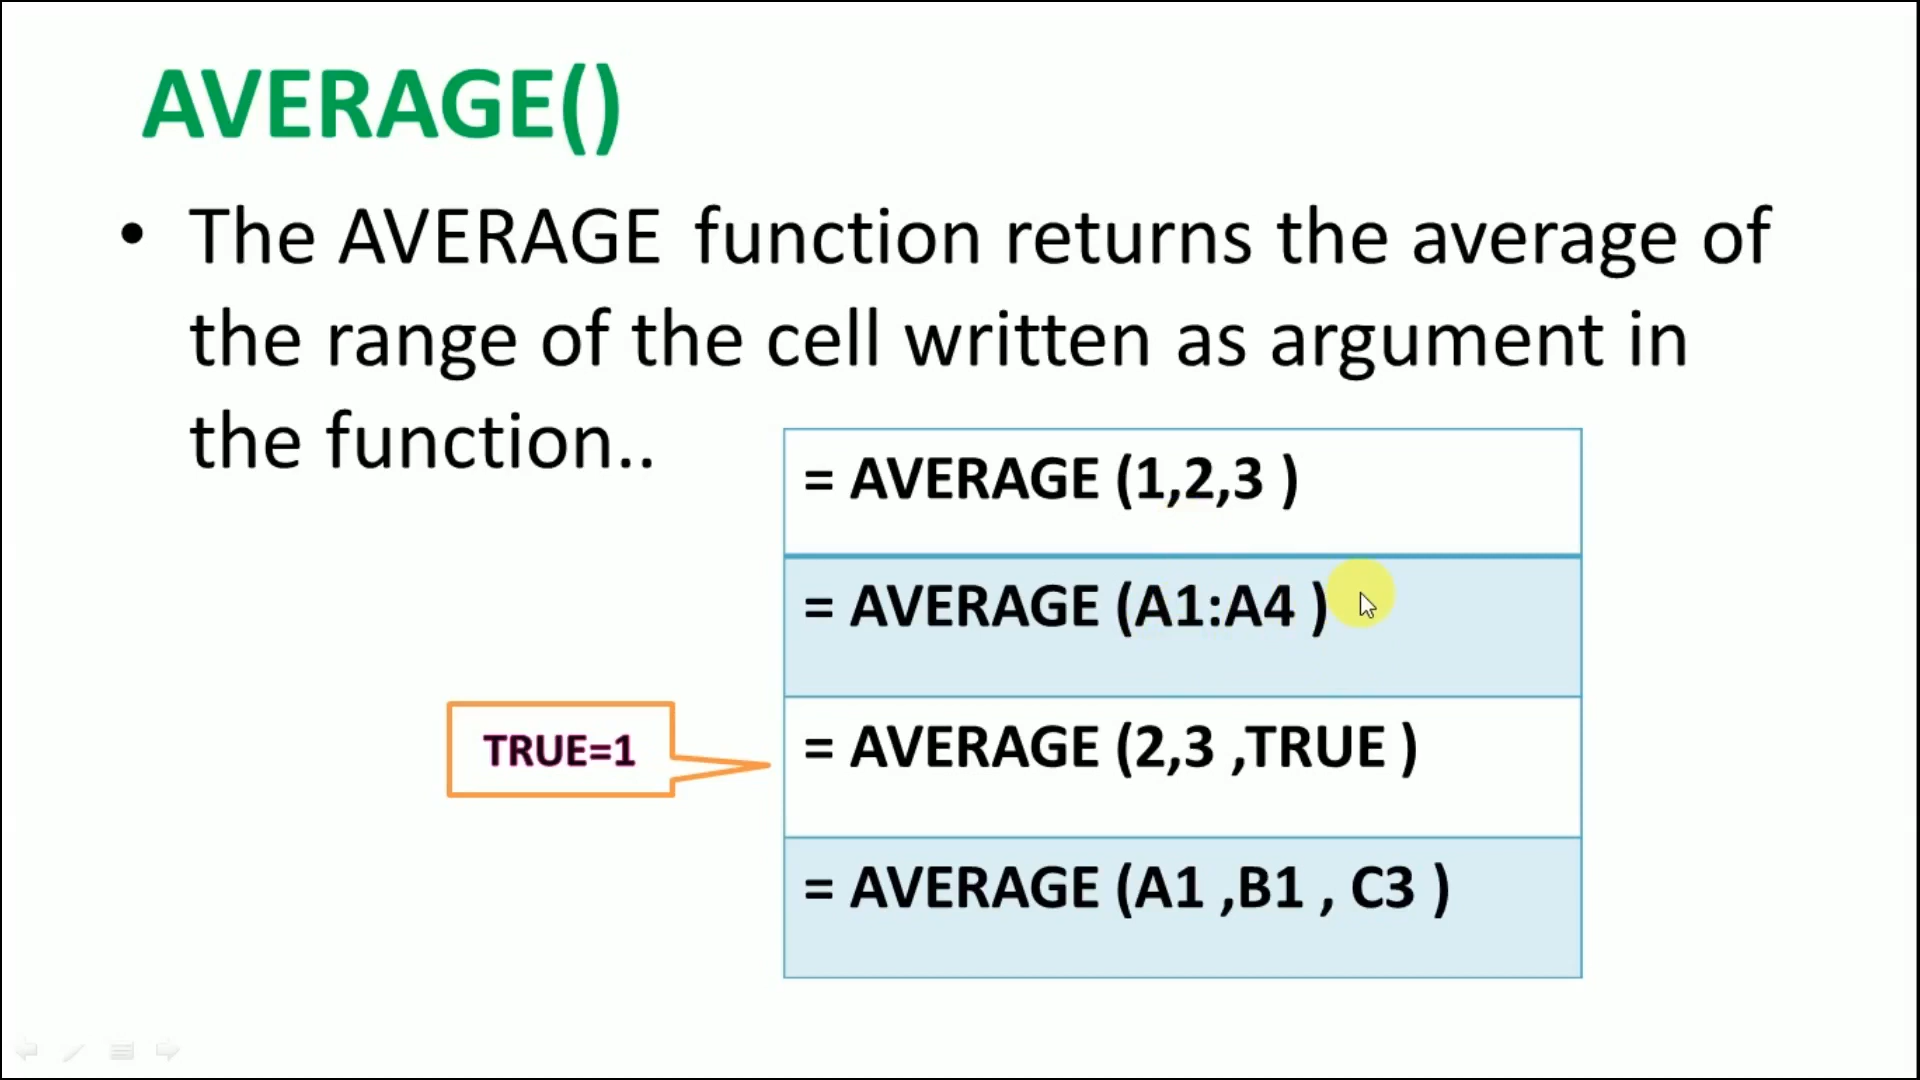 AVERAGE()
• The AVERAGE function returns the average of
the range of the cell written as argument in
the function..
= AVERAGE (1,2,3 )
= AVERAGE (A1:A4 )
TRUE=1
= AVERAGE (2,3 ,TRUE )
= AVERAGE (A1 ,B1 , C3 )